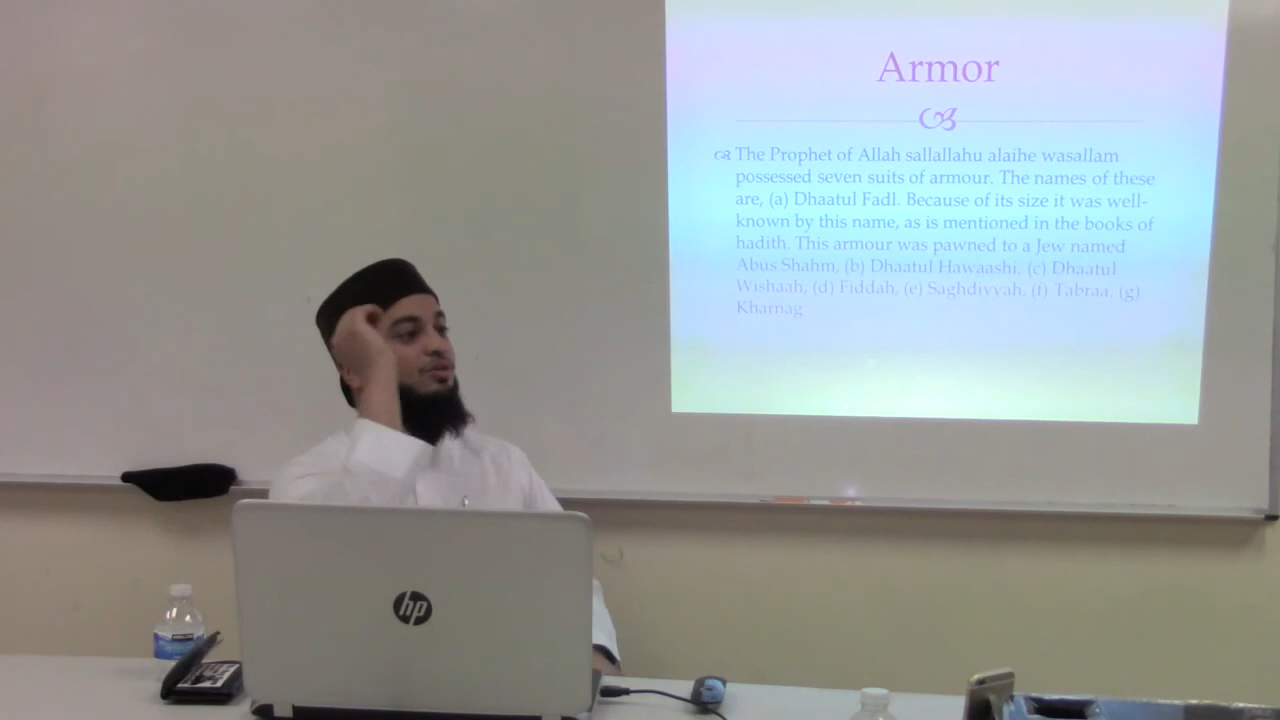 Armor
The Prophet of Allah sallallahu alaihe wasallam
possessed seven suits of armour. The names of these
are, (a) Dhaatul Fadl. Because of its size it was well-
known by this name, as is mentioned in the books of
hadith. This armour was pawned to a Jew named
Abus Shahm, (b) Dhaatul Hawaashi, (c) Dhaatul
Wishaah, (d) Fiddah, (e) Saghdiyyah, (f) Tabraa, (g)
Kharnag
hp